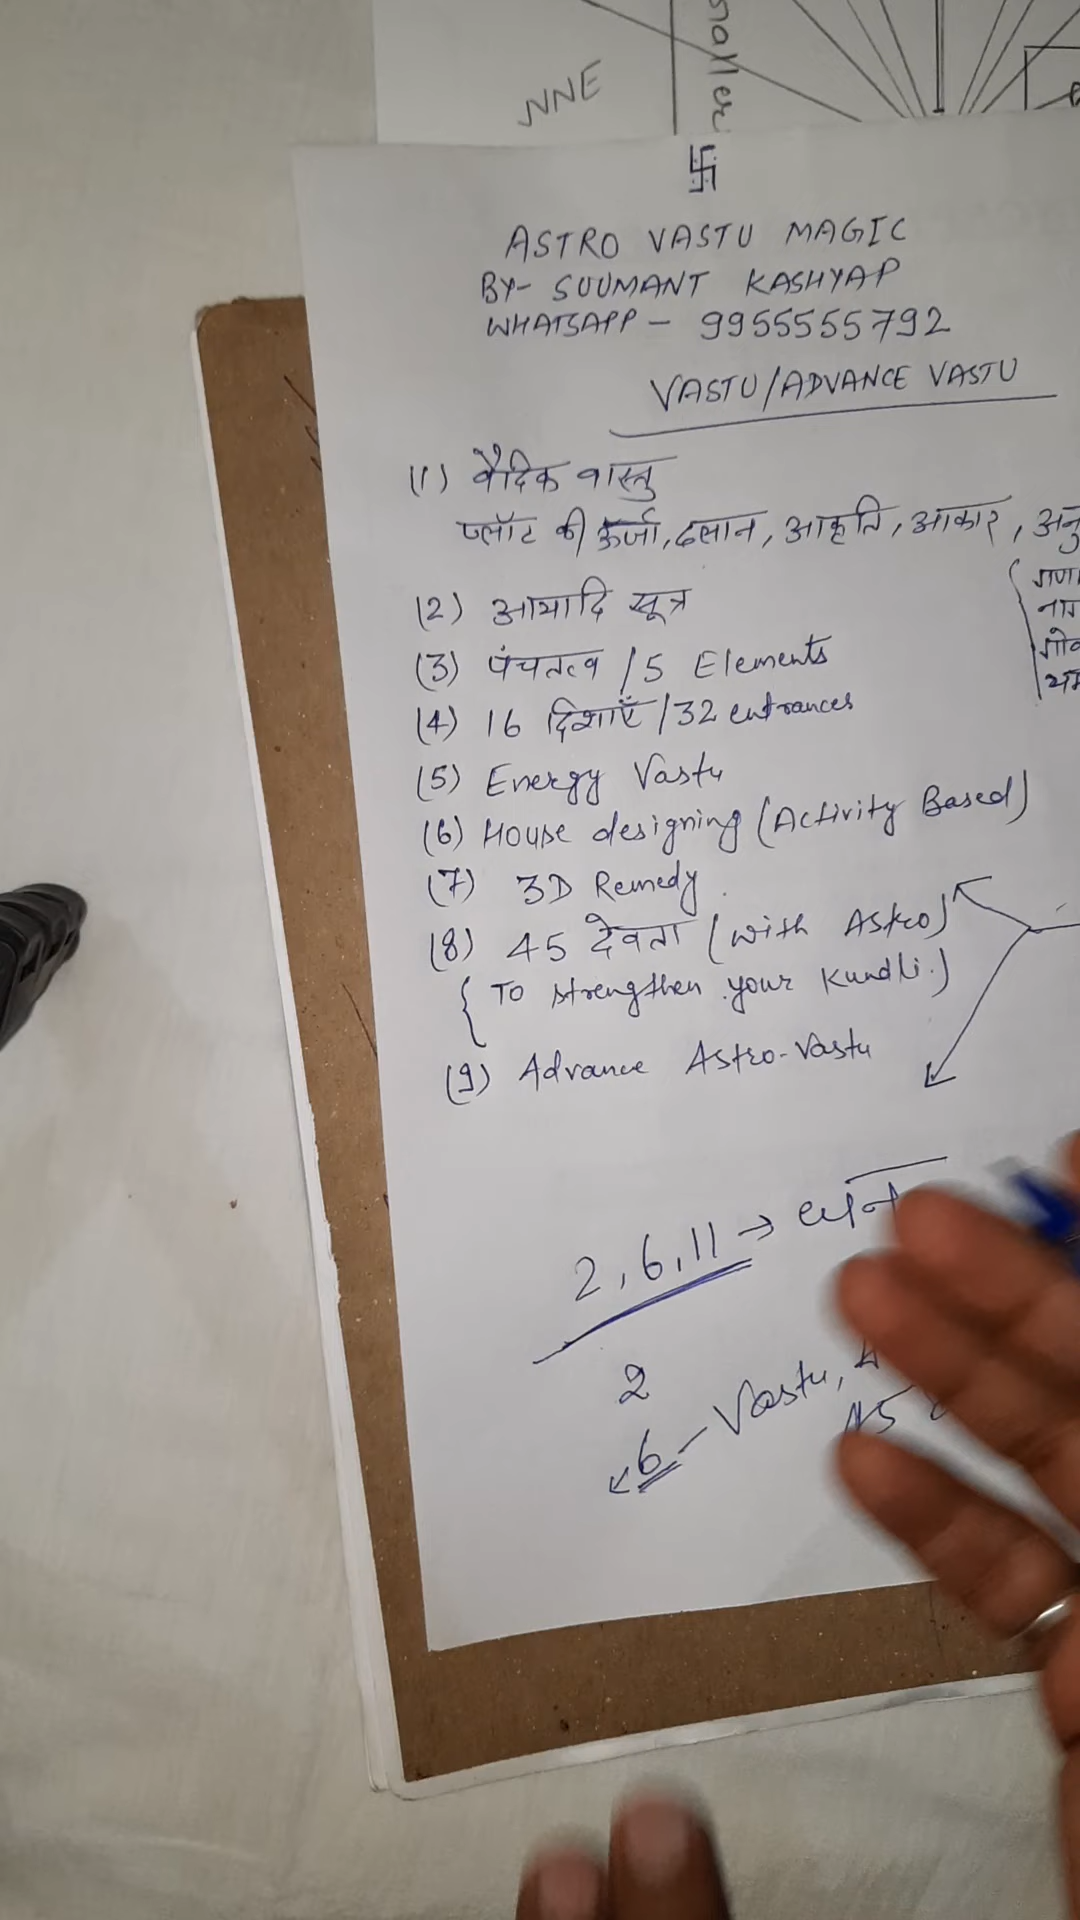 NNE
smaller
卐
ASTRO VASTU MAGIC
BY- SUUMANT KASHYAP
WHATSAPP - 9955555792
VASTU/ADVANCE VASTU
(1) वैदिक वास्तु
प्लॉट की ऊर्जा, ढलान, आकृति, आकार,
(2) आयादि सूत्र
(3) पंचतत्व / 5 Elements
(4) 16 दिशाएँ / 32 entrances
(5) Energy Vastu
(6) House designing (Activity Based)
(7) 3D Remedy
(8) 45 देवता (with Astro)
{ To strengthen your Kundli.)
(9) Advance Astro-Vastu
2, 6, 11 →
2
6 - Vastu,
45